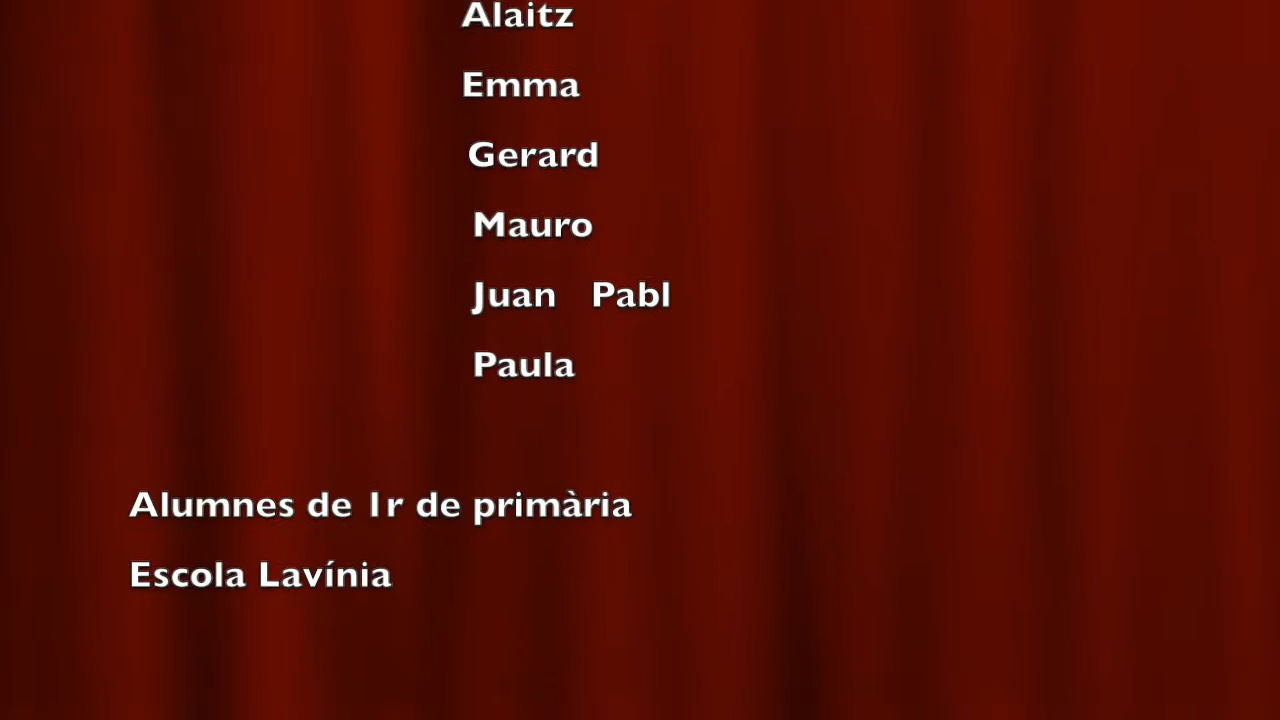 Alaitz
Emma
Gerard
Mauro
Juan Pabl
Paula
Alumnes de 1r de primària
Escola Lavínia